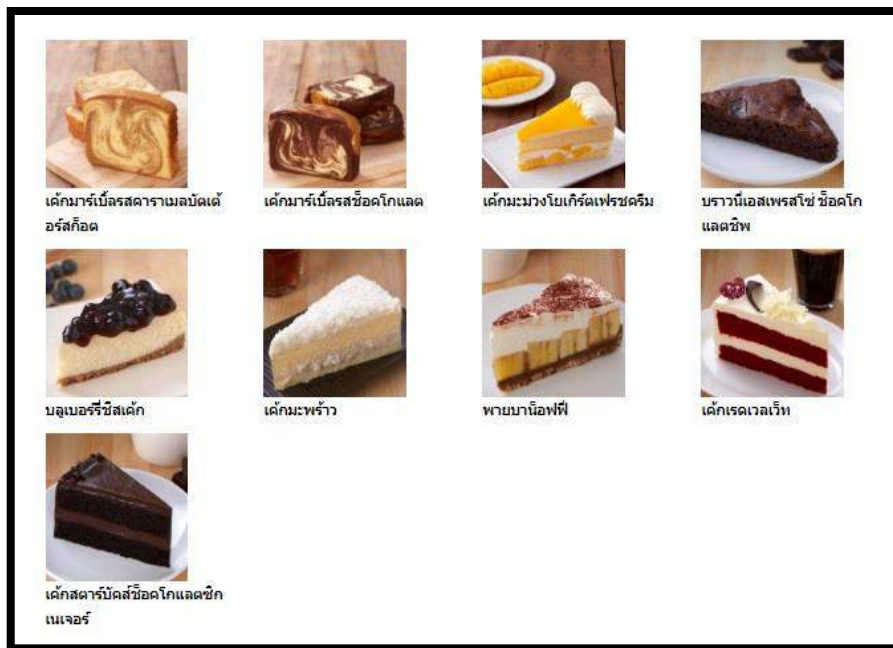 เค้กมาร์เบิ้ลรสคาราเมลบัตเต้
อร์สก็อต
เค้กมาร์เบิ้ลรสช็อคโกแลต
เค้กมะม่วงโยเกิร์ตเฟรชครีม
บราวนี่เอสเพรสโซ่ ช็อคโก
แลตชิพ
บลูเบอร์รี่ชีสเค้ก
เค้กมะพร้าว
พายบาน็อฟฟี่
เค้กเรดเวลเว็ท
เค้กสตาร์บัคส์ช็อคโกแลตซิก
เนเจอร์